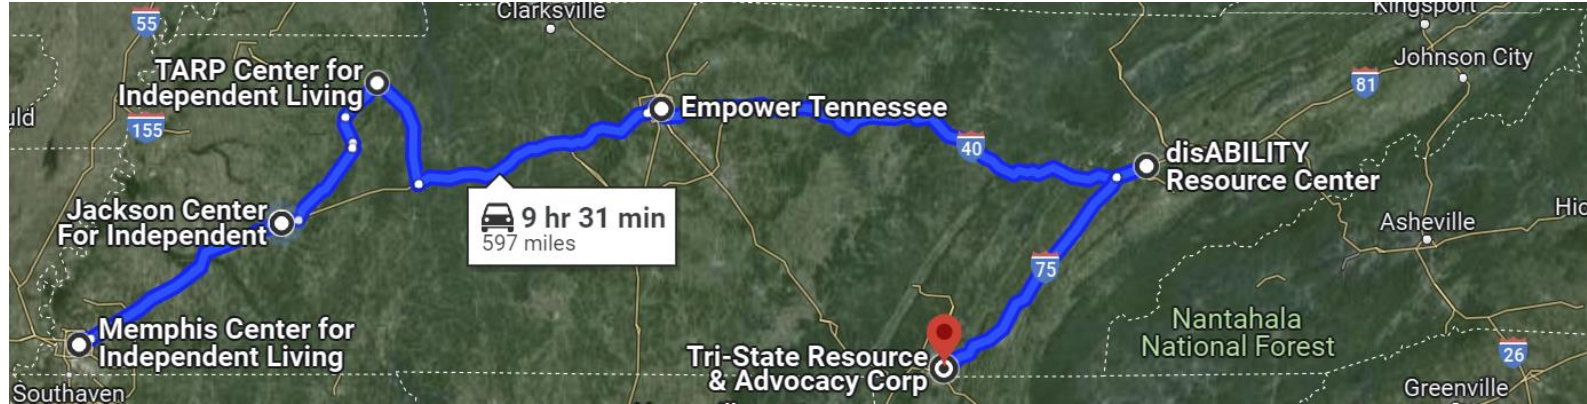 55
Clarksville
Kingsport
Johnson City
TARP Center for
Independent Living
81
155
Empower Tennessee
40
disABILITY
Resource Center
Jackson Center
For Independent
9 hr 31 min
597 miles
Asheville
75
Memphis Center for
Independent Living
Nantahala
National Forest
Tri-State Resource
& Advocacy Corp
26
Southaven
Greenville